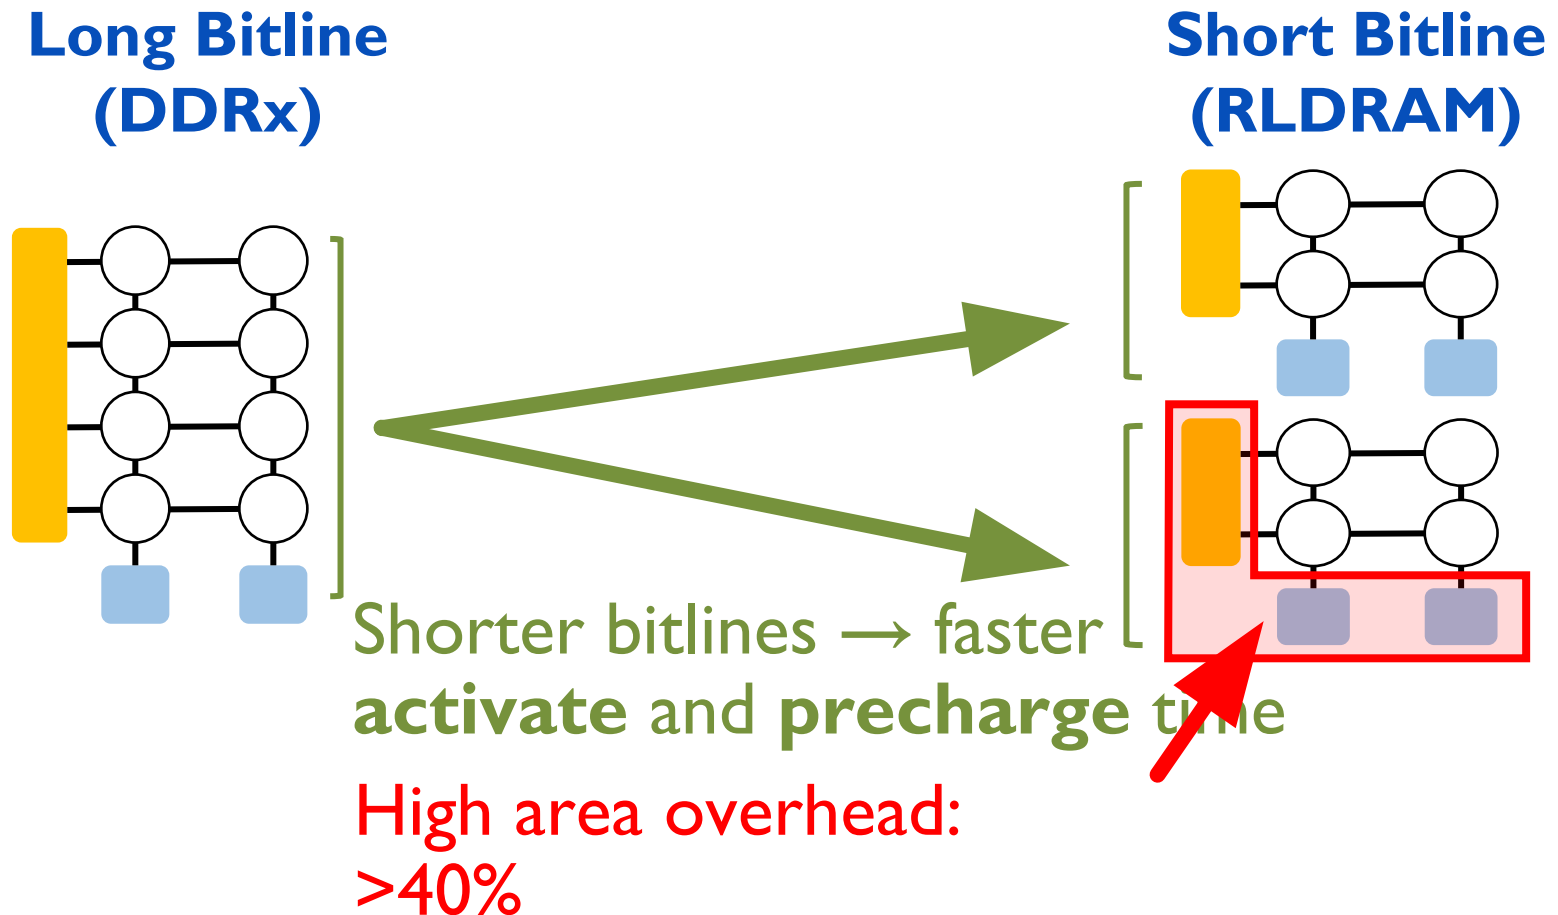 Long Bitline
(DDRx)
Short Bitline
(RLDRAM)
Shorter bitlines → faster
activate and precharge time
High area overhead:
>40%